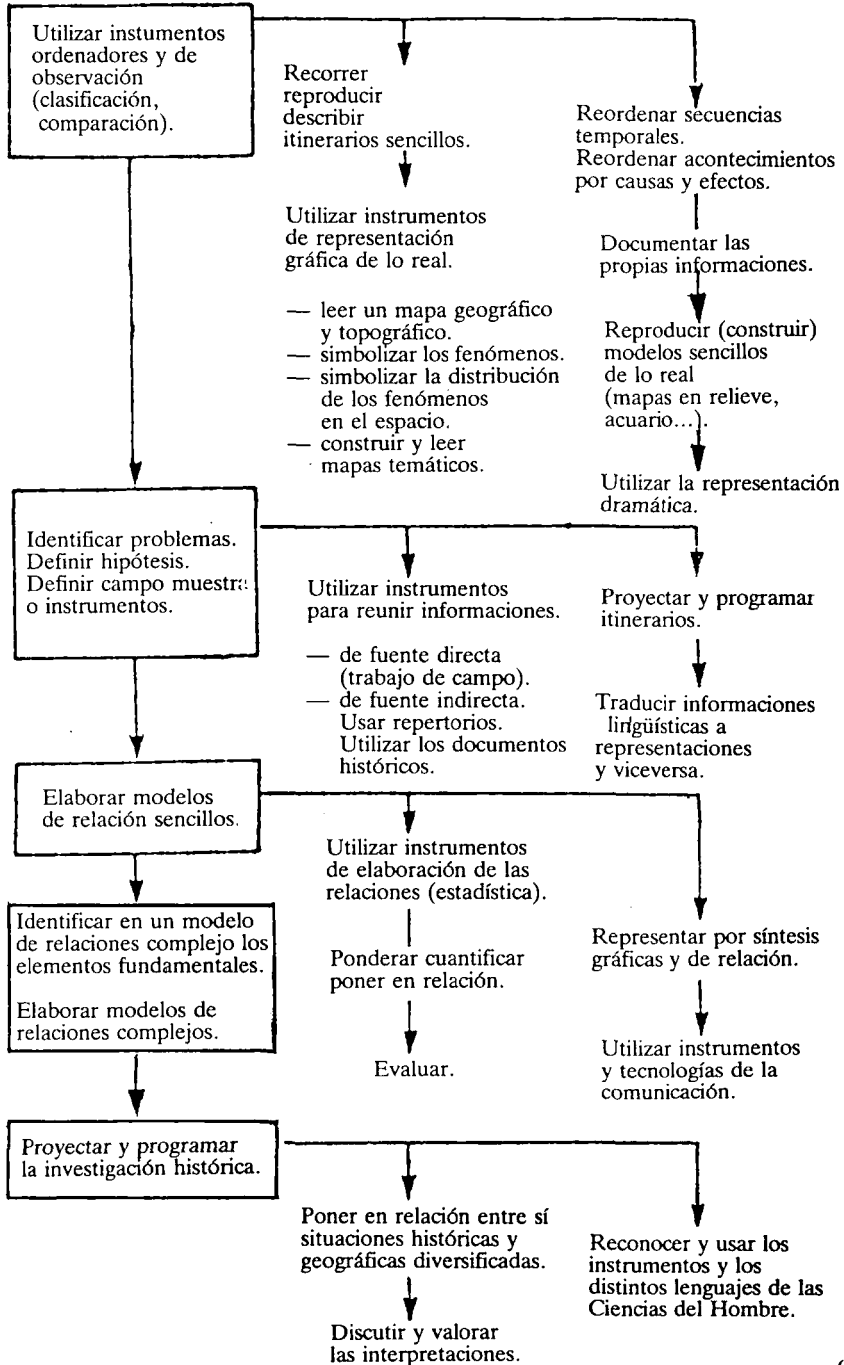 Utilizar instumentos
ordenadores y de
observación
(clasificación,
comparación).
Recorrer
reproducir
describir
itinerarios sencillos.
Reordenar secuencias
temporales.
Reordenar acontecimientos
por causas y efectos.
Utilizar instrumentos
de representación
gráfica de lo real.
— leer un mapa geográfico
y topográfico.
— simbolizar los fenómenos.
— simbolizar la distribución
de los fenómenos
en el espacio.
— construir y leer
mapas temáticos.
Documentar las
propias informaciones.
Reproducir (construir)
modelos sencillos
de lo real
(mapas en relieve,
acuario...).
Utilizar la representación
dramática.
Identificar problemas.
Definir hipótesis.
Definir campo muestra
o instrumentos.
Utilizar instrumentos
para reunir informaciones.
— de fuente directa
(trabajo de campo).
— de fuente indirecta.
Usar repertorios.
Utilizar los documentos
históricos.
Proyectar y programar
itinerarios.
Traducir informaciones
lingüísticas a
representaciones
y viceversa.
Elaborar modelos
de relación sencillos.
Utilizar instrumentos
de elaboración de las
relaciones (estadística).
Ponderar cuantificar
poner en relación.
Evaluar.
Representar por síntesis
gráficas y de relación.
Utilizar instrumentos
y tecnologías de la
comunicación.
Identificar en un modelo
de relaciones complejo los
elementos fundamentales.
Elaborar modelos de
relaciones complejos.
Proyectar y programar
la investigación histórica.
Poner en relación entre sí
situaciones históricas y
geográficas diversificadas.
Discutir y valorar
las interpretaciones.
Reconocer y usar los
instrumentos y los
distintos lenguajes de las
Ciencias del Hombre.